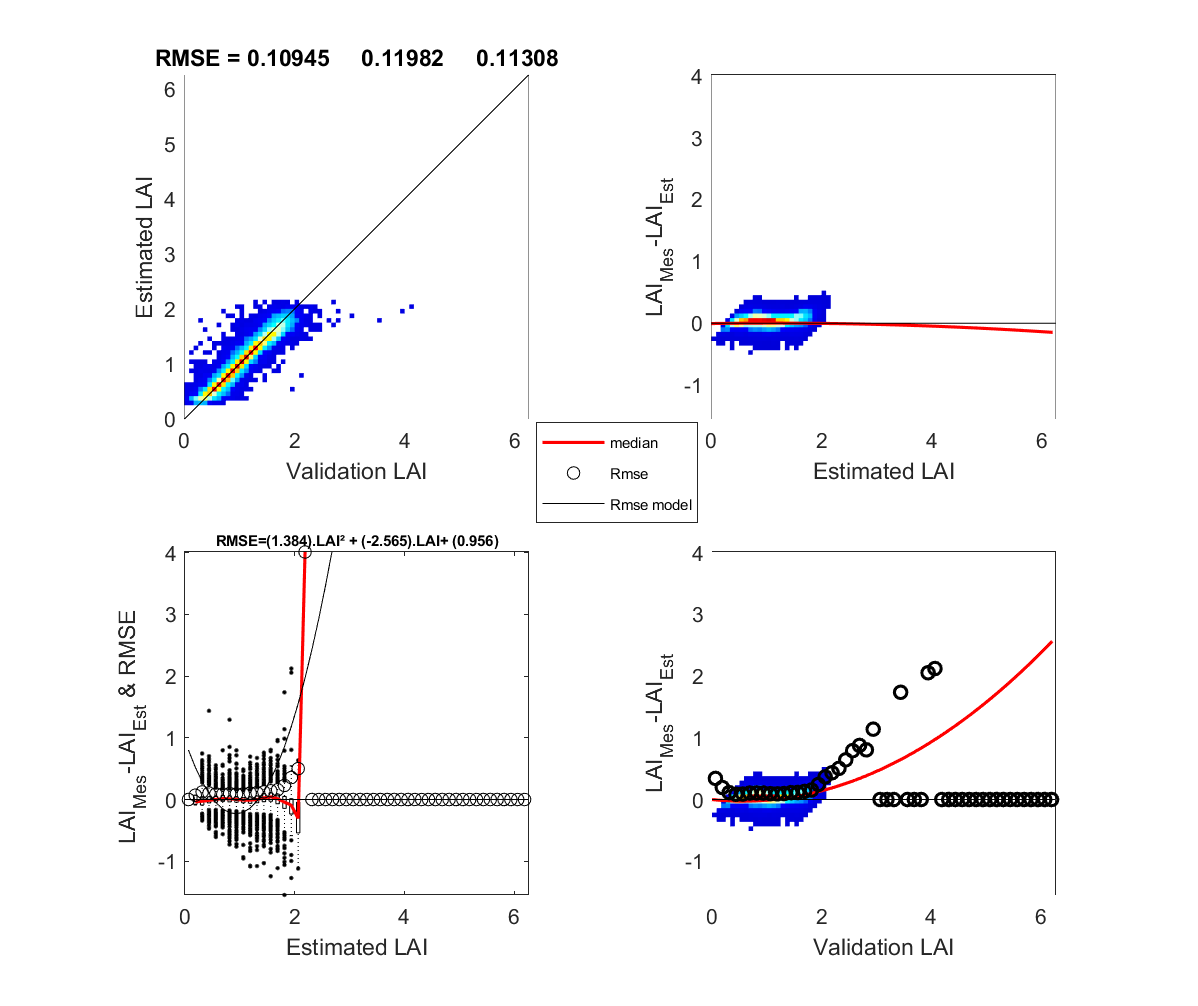 RMSE = 0.10945 0.11982 0.11308
6
5
4
3
2
1
0
0 2 4 6
Estimated LAI
Validation LAI
4
3
2
1
0
-1
0 2 4 6
LAI_Mes-LAI_Est
Estimated LAI
median
Rmse
Rmse model
RMSE=(1.384).LAI² + (-2.565).LAI+ (0.956)
4
3
2
1
0
-1
0 2 4 6
LAI_Mes-LAI_Est & RMSE
Estimated LAI
4
3
2
1
0
-1
0 2 4 6
LAI_Mes-LAI_Est
Validation LAI